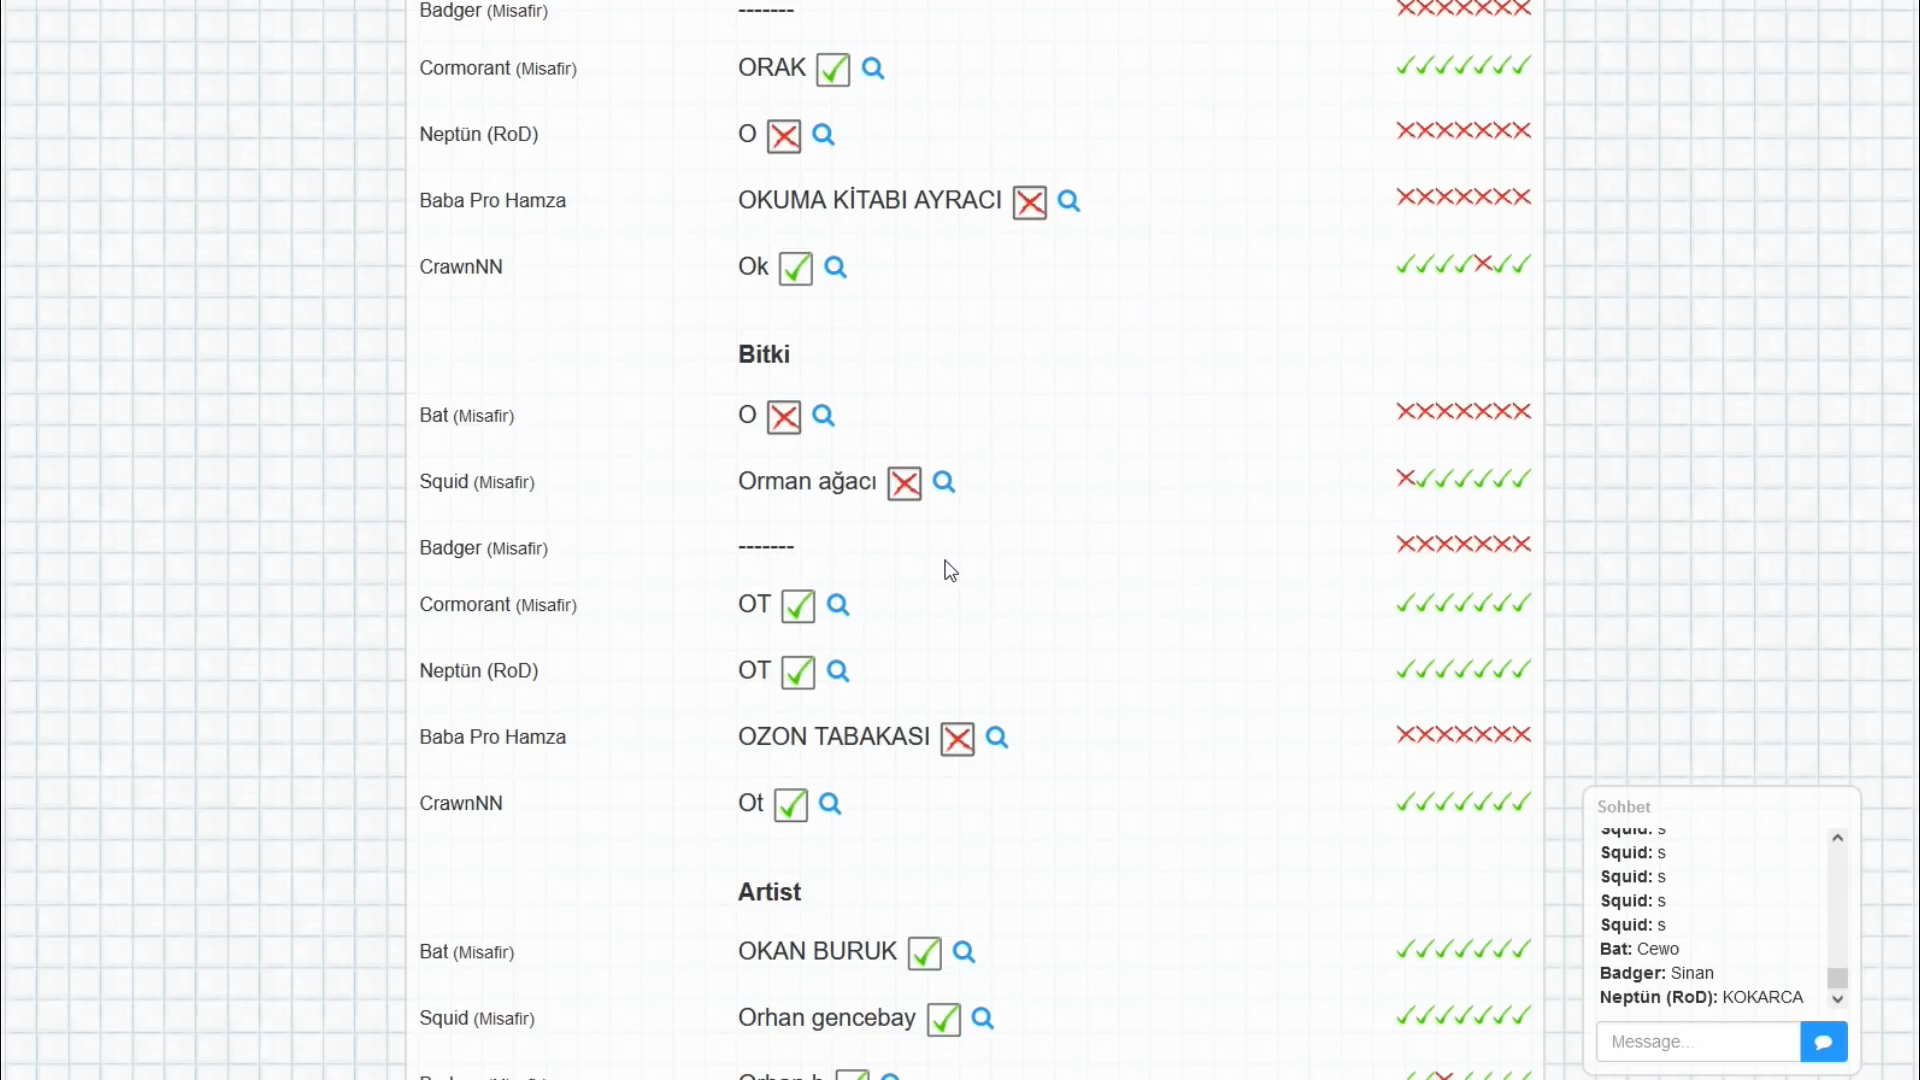 Badger (Misafir) -------
Cormorant (Misafir) ORAK
Neptün (RoD) O
Baba Pro Hamza OKUMA KİTABI AYRACI
CrawnNN Ok
Bitki
Bat (Misafir) O
Squid (Misafir) Orman ağacı
Badger (Misafir) -------
Cormorant (Misafir) OT
Neptün (RoD) OT
Baba Pro Hamza OZON TABAKASI
CrawnNN Ot
Artist
Bat (Misafir) OKAN BURUK
Squid (Misafir) Orhan gencebay
Sohbet
Squid: s
Squid: s
Squid: s
Squid: s
Squid: s
Bat: Cewo
Badger: Sinan
Neptün (RoD): KOKARCA
Message...